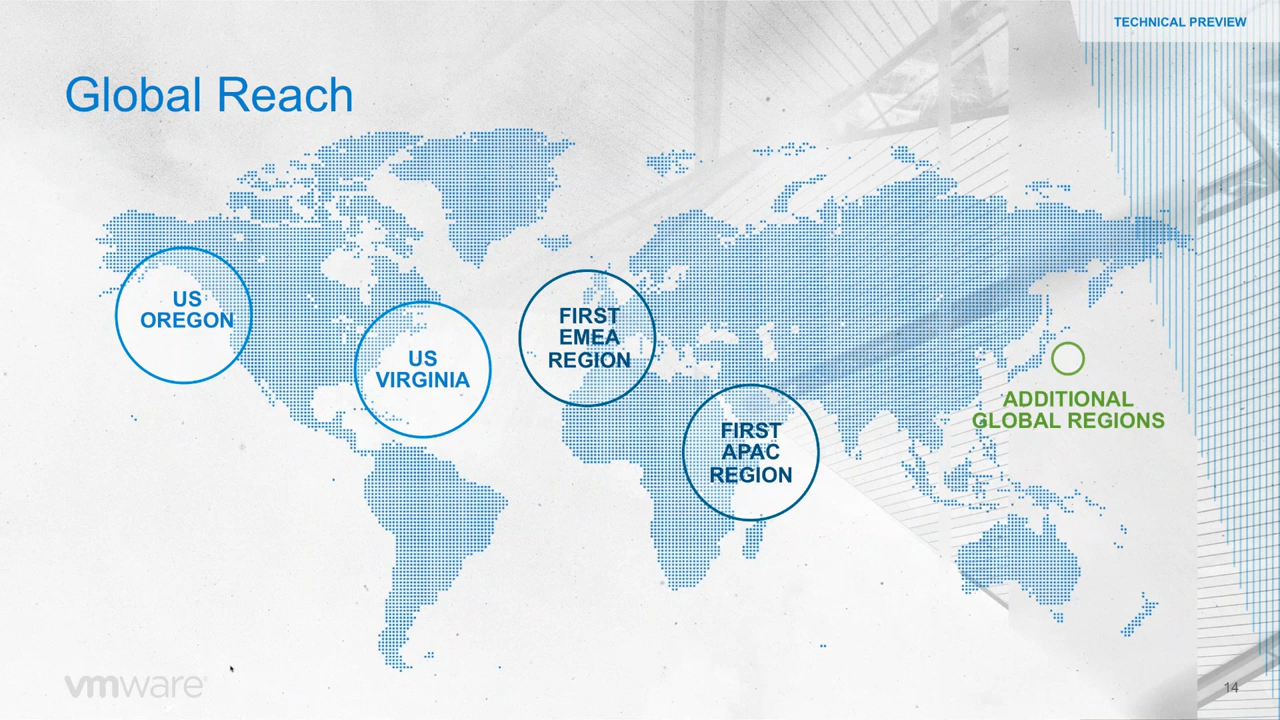 TECHNICAL PREVIEW
Global Reach
US
OREGON
US
VIRGINIA
FIRST
EMEA
REGION
FIRST
APAC
REGION
ADDITIONAL
GLOBAL REGIONS
vmware
14